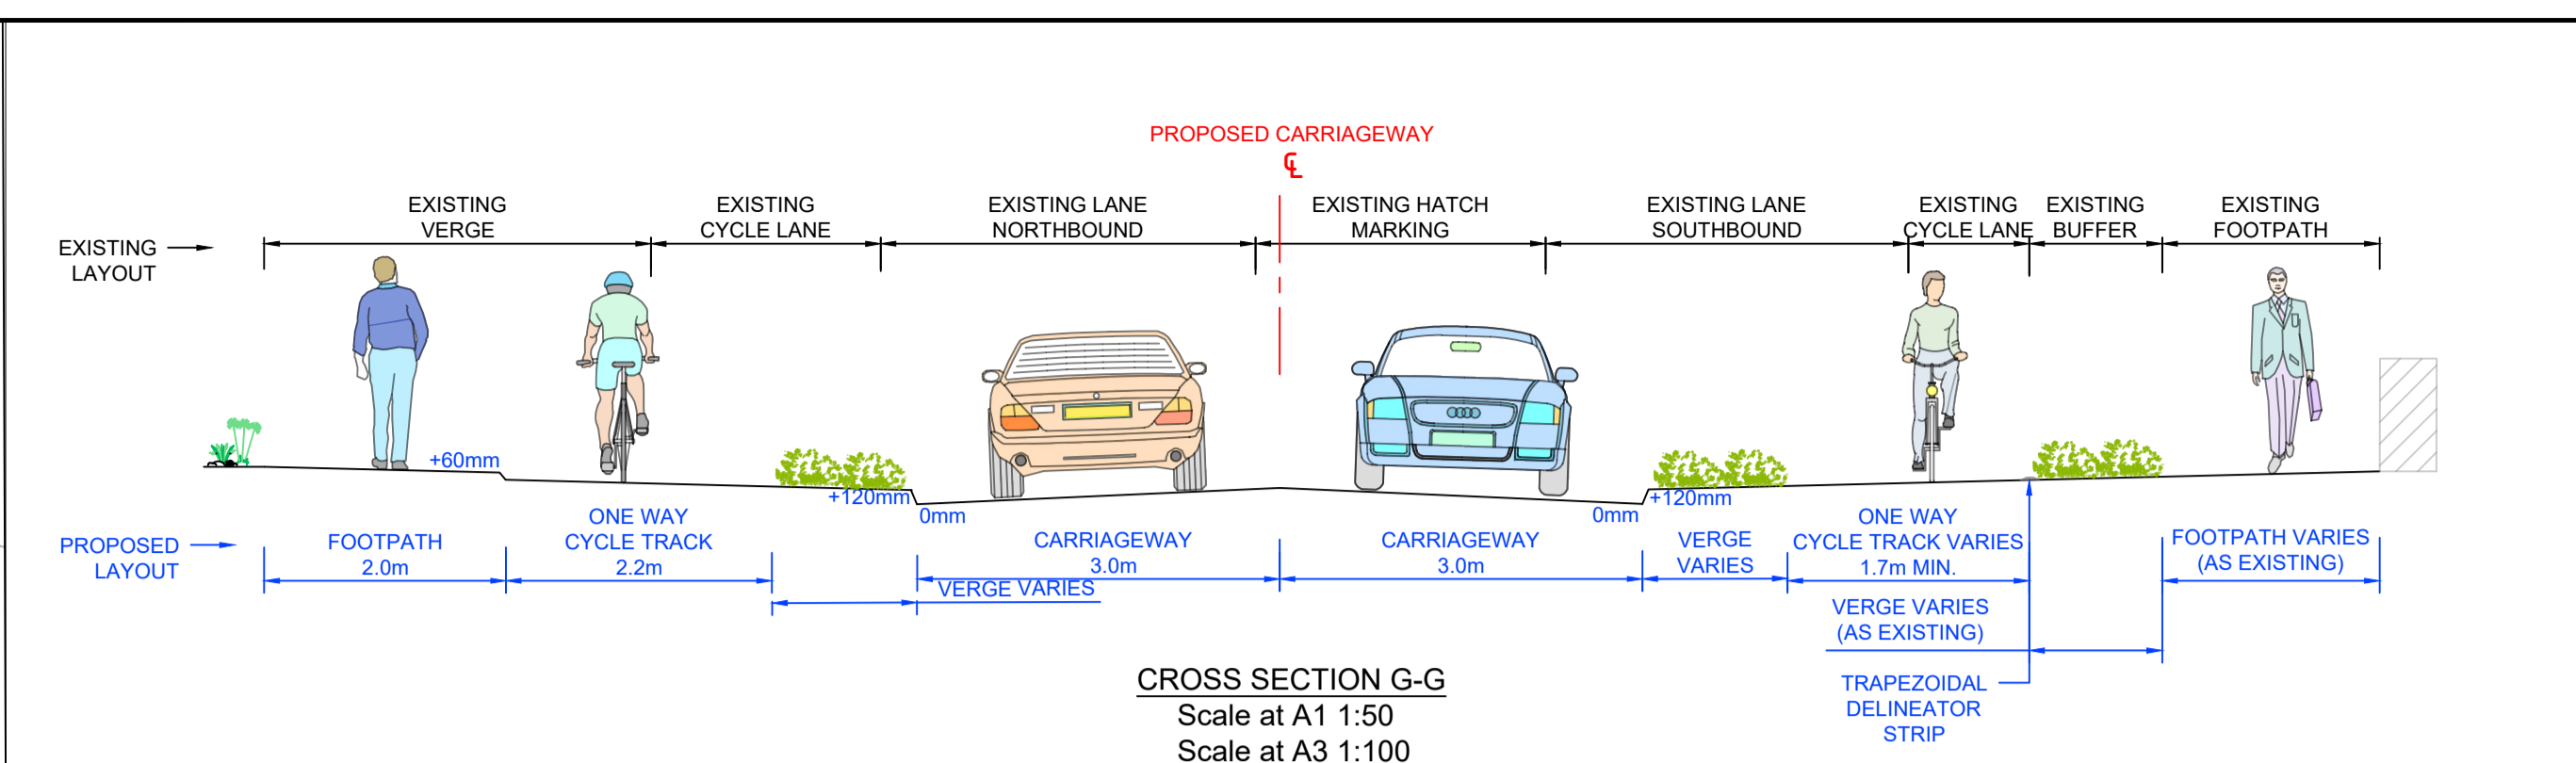 PROPOSED CARRIAGEWAY
℄
EXISTING
LAYOUT
EXISTING
VERGE
EXISTING
CYCLE LANE
EXISTING LANE
NORTHBOUND
EXISTING HATCH
MARKING
EXISTING LANE
SOUTHBOUND
EXISTING
CYCLE LANE
EXISTING
BUFFER
EXISTING
FOOTPATH
+60mm
+120mm
0mm
0mm
+120mm
PROPOSED
LAYOUT
FOOTPATH
2.0m
ONE WAY
CYCLE TRACK
2.2m
VERGE VARIES
CARRIAGEWAY
3.0m
CARRIAGEWAY
3.0m
VERGE
VARIES
ONE WAY
CYCLE TRACK VARIES
1.7m MIN.
VERGE VARIES
(AS EXISTING)
TRAPEZOIDAL
DELINEATOR
STRIP
FOOTPATH VARIES
(AS EXISTING)
CROSS SECTION G-G
Scale at A1 1:50
Scale at A3 1:100